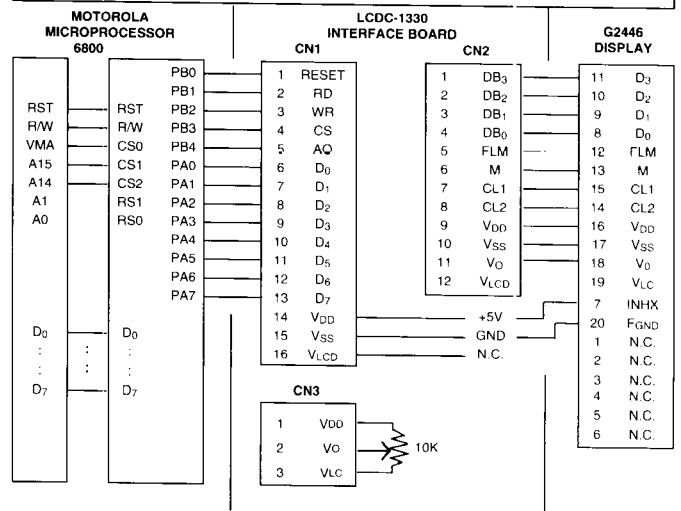 MOTOROLA
MICROPROCESSOR
6800
LCDC-1330
INTERFACE BOARD
G2446
DISPLAY
CN1
CN2
RST
R/W
VMA
A15
A14
A1
A0
D0
:
:
D7
:
:
RST
R/W
CS0
CS1
CS2
RS1
RS0
D0
:
:
D7
PB0
PB1
PB2
PB3
PB4
PA0
PA1
PA2
PA3
PA4
PA5
PA6
PA7
1 RESET
2 RD
3 WR
4 CS
5 AO
6 D0
7 D1
8 D2
9 D3
10 D4
11 D5
12 D6
13 D7
14 VDD
15 VSS
16 VLCD
1 DB3
2 DB2
3 DB1
4 DB0
5 FLM
6 M
7 CL1
8 CL2
9 VDD
10 VSS
11 VO
12 VLCD
+5V
GND
N.C.
11 D3
10 D2
9 D1
8 D0
12 FLM
13 M
15 CL1
14 CL2
16 VDD
17 VSS
18 V0
19 VLC
7 INHX
20 FGND
1 N.C.
2 N.C.
3 N.C.
4 N.C.
5 N.C.
6 N.C.
CN3
1 VDD
2 VO
3 VLC
10K